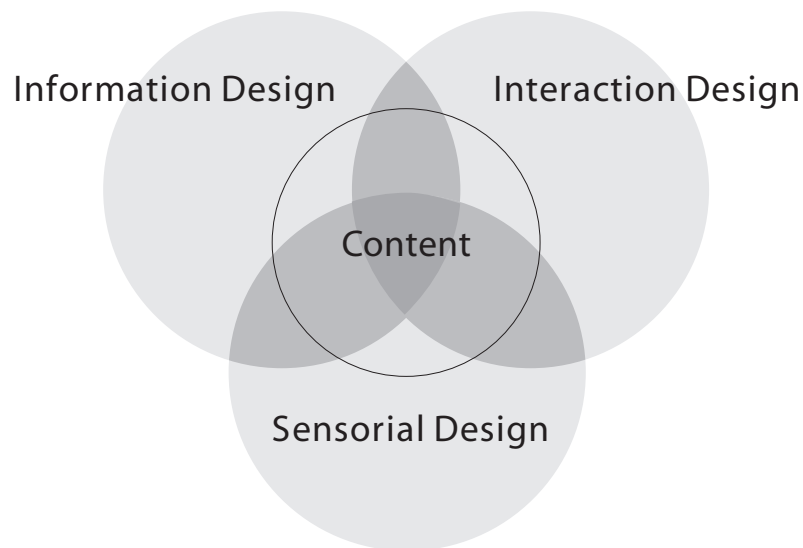 Information Design
Interaction Design
Content
Sensorial Design